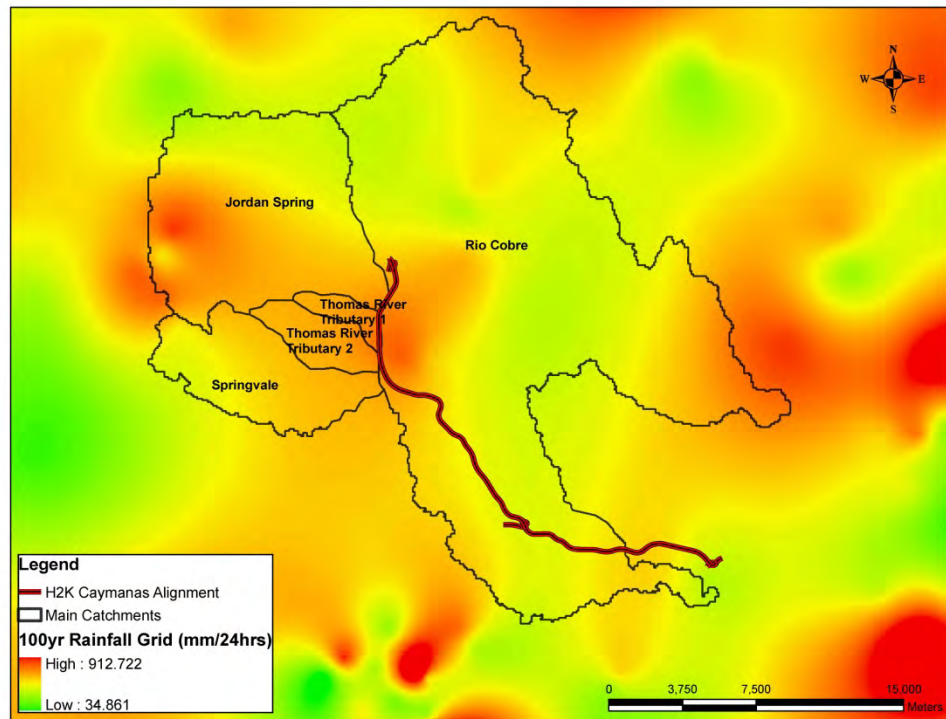 N
W E
S
Jordan Spring
Rio Cobre
Thomas River
Tributary 1
Thomas River
Tributary 2
Springvale
Legend
H2K Caymanas Alignment
Main Catchments
100yr Rainfall Grid (mm/24hrs)
High : 912.722
Low : 34.861
0 3,750 7,500 15,000
Meters